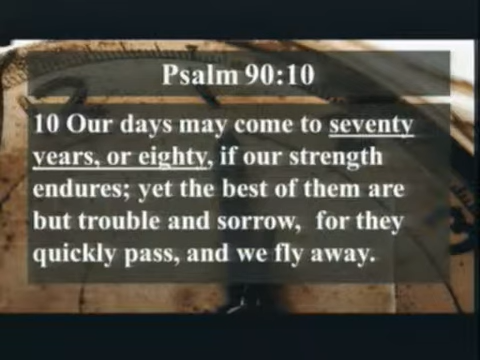 Psalm 90:10
10 Our days may come to seventy
years, or eighty, if our strength
endures; yet the best of them are
but trouble and sorrow, for they
quickly pass, and we fly away.